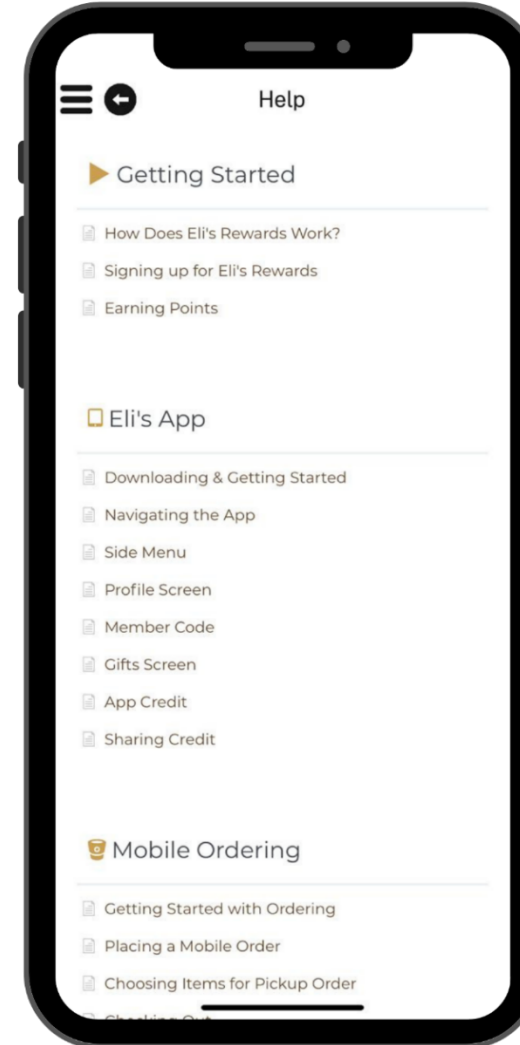 Help
Getting Started
How Does Eli's Rewards Work?
Signing up for Eli's Rewards
Earning Points
Eli's App
Downloading & Getting Started
Navigating the App
Side Menu
Profile Screen
Member Code
Gifts Screen
App Credit
Sharing Credit
Mobile Ordering
Getting Started with Ordering
Placing a Mobile Order
Choosing Items for Pickup Order